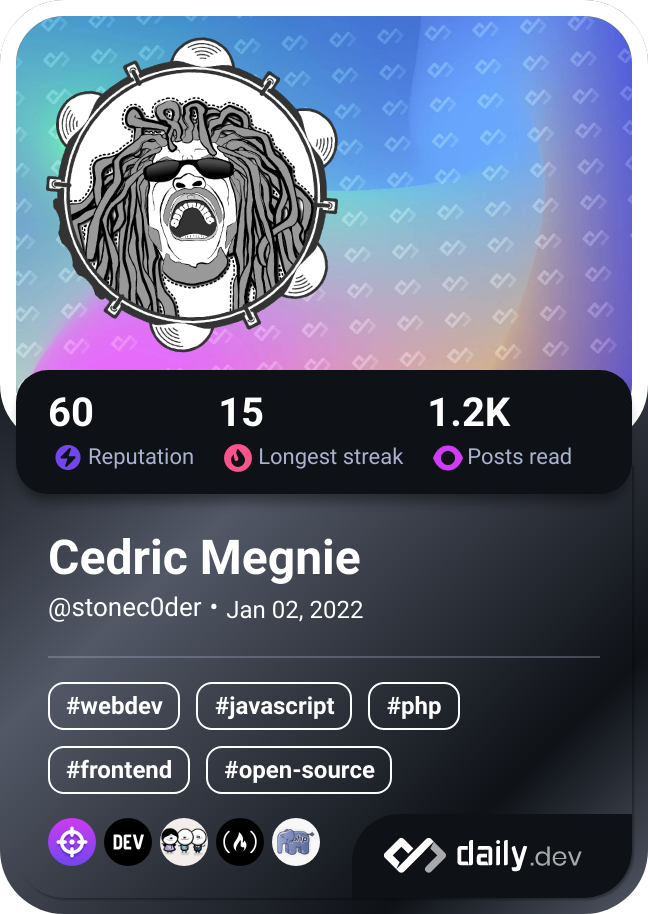 60 15 1.2K
Reputation Longest streak Posts read
Cedric Megnie
@stonec0der • Jan 02, 2022
#webdev #javascript #php
#frontend #open-source
DEV php daily.dev